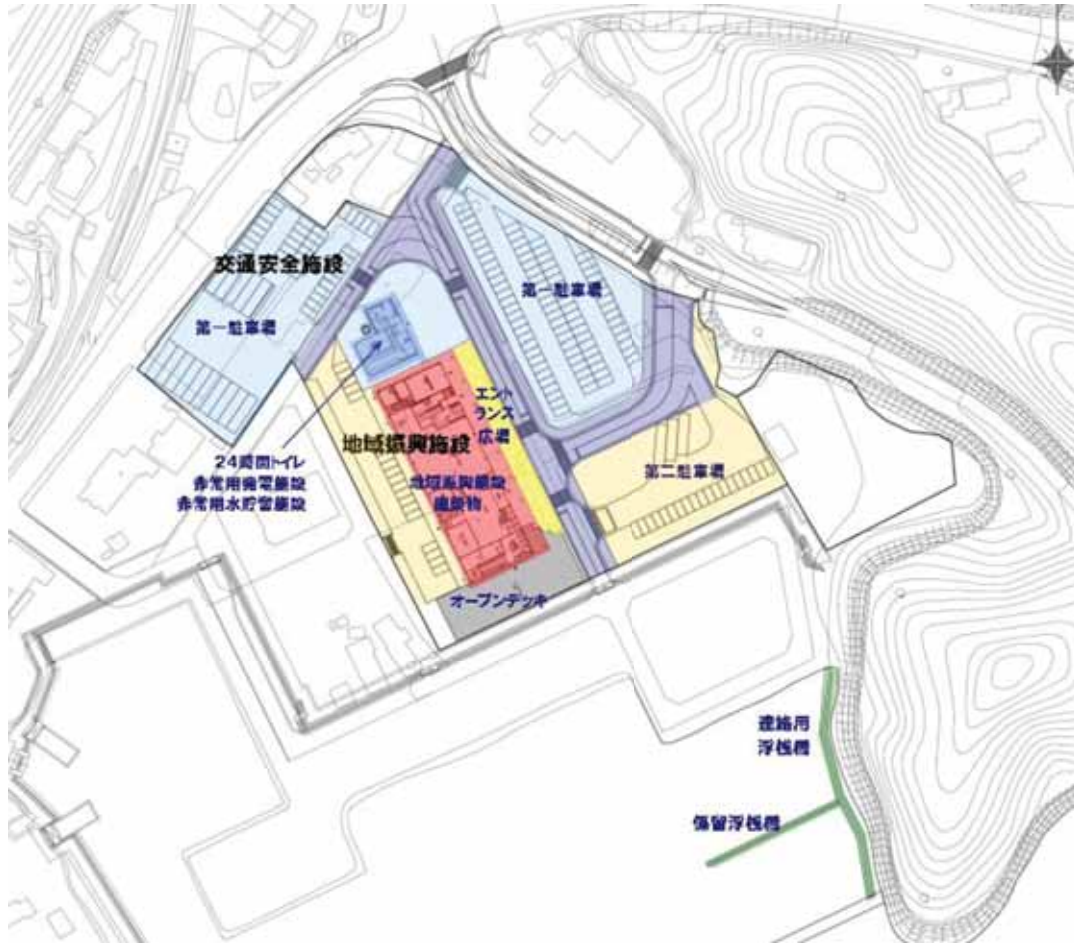 交通安全施設
第一駐車場
第一駐車場
エント
ランス
広場
地域振興施設
地域振興施設
建築物
第二駐車場
24時間トイレ
非常用発電施設
非常用水貯留施設
オープンデッキ
連絡用
浮桟橋
係留浮桟橋